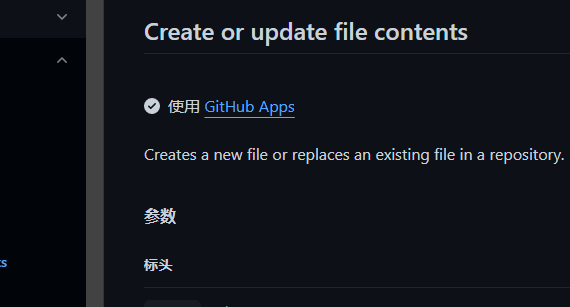 Create or update file contents
使用 GitHub Apps
Creates a new file or replaces an existing file in a repository.
参数
标头